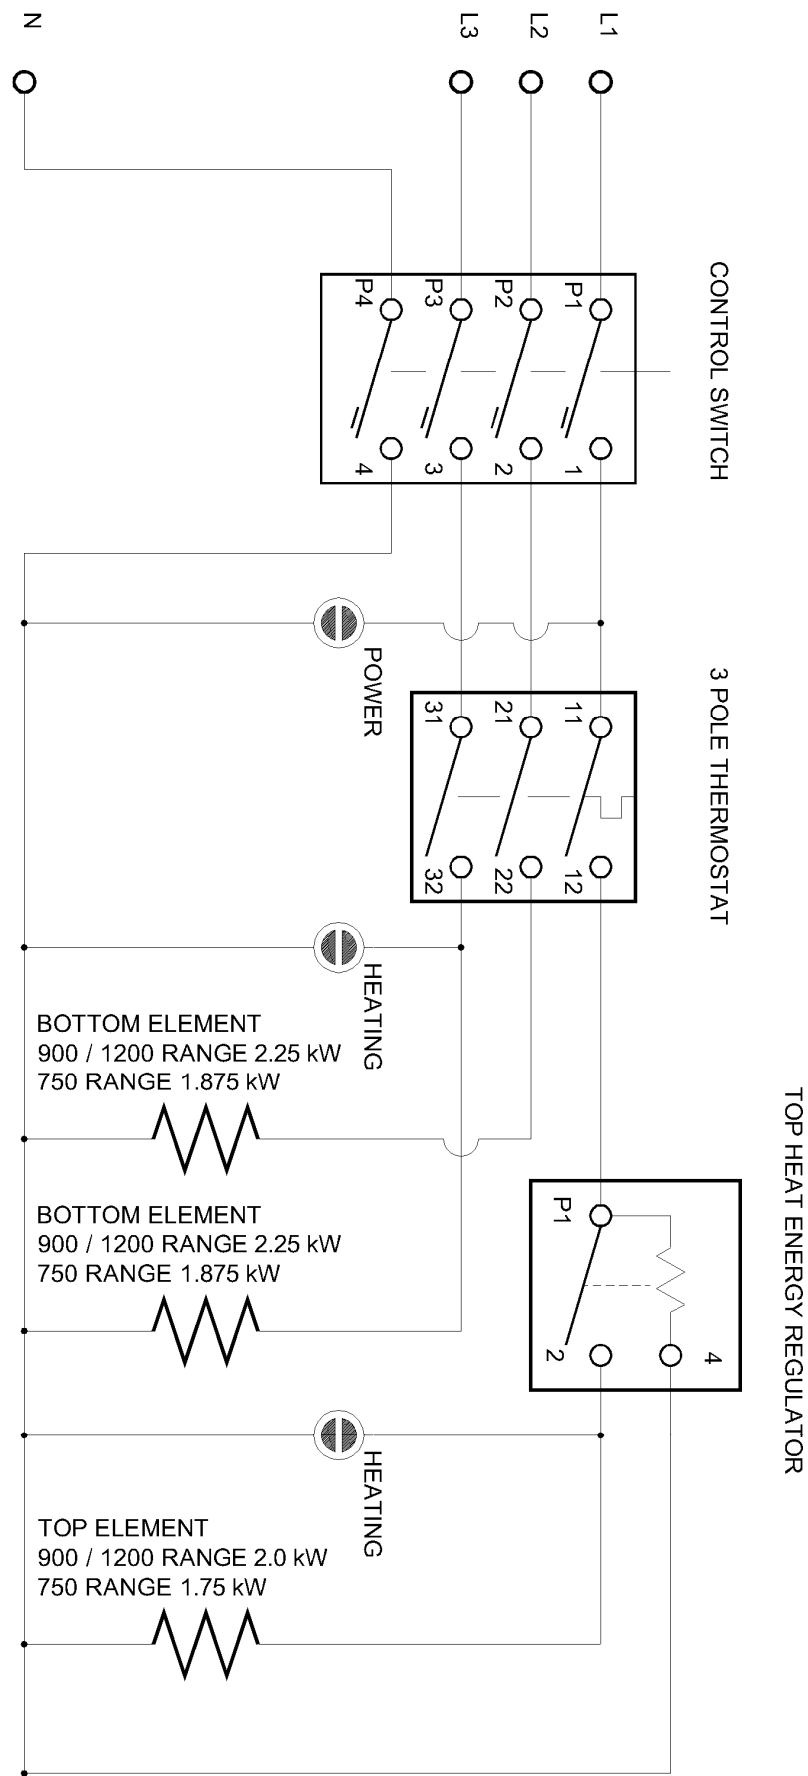 N
L3
L2
L1
CONTROL SWITCH
P4
P3
P2
P1
4
3
2
1
POWER
3 POLE THERMOSTAT
31
21
11
32
22
12
HEATING
BOTTOM ELEMENT
900 / 1200 RANGE 2.25 kW
750 RANGE 1.875 kW
TOP HEAT ENERGY REGULATOR
P1
2
4
BOTTOM ELEMENT
900 / 1200 RANGE 2.25 kW
750 RANGE 1.875 kW
HEATING
TOP ELEMENT
900 / 1200 RANGE 2.0 kW
750 RANGE 1.75 kW